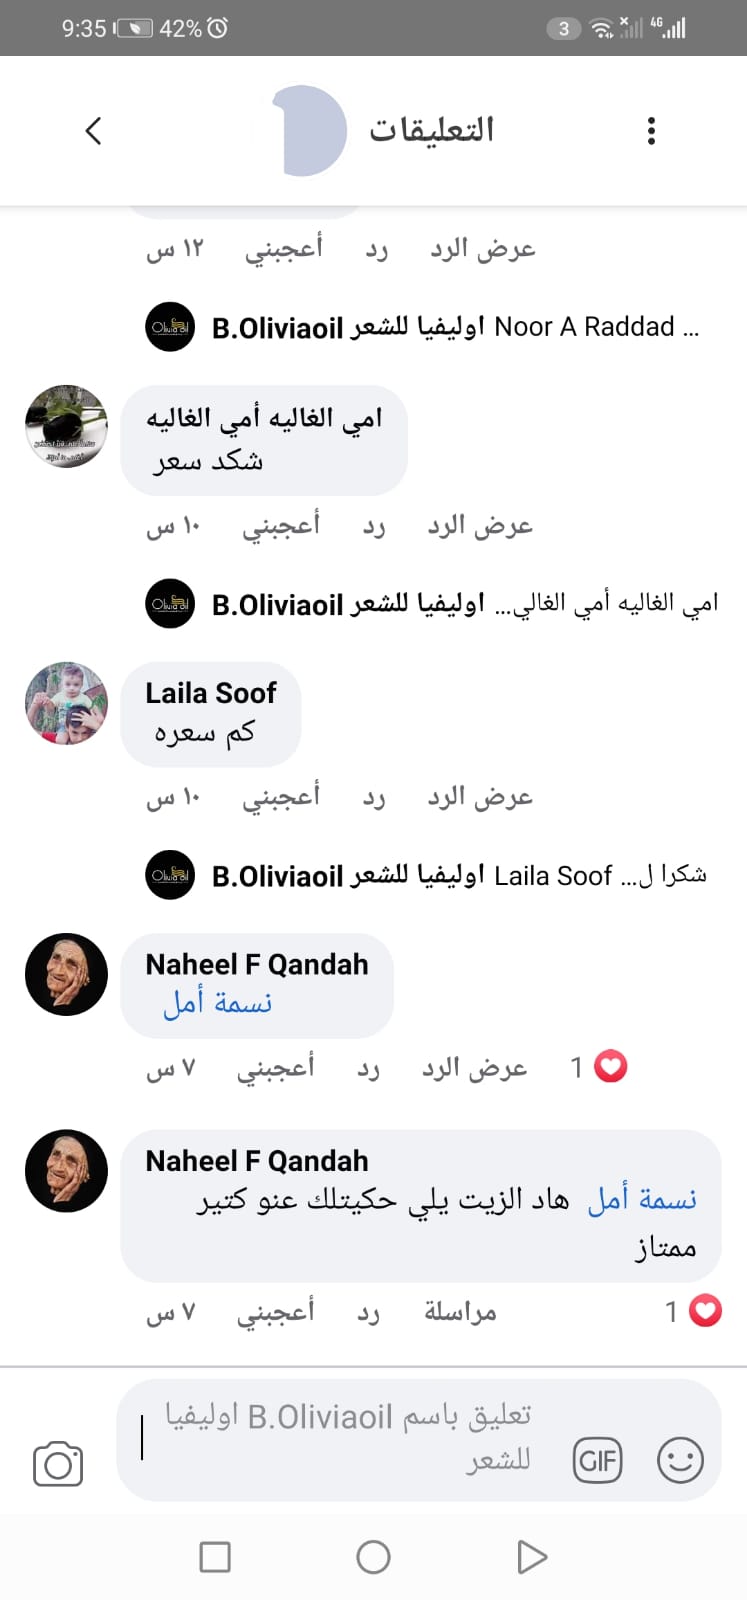 9:35 42% 3 4G
التعليقات
عرض الرد رد أعجبني ١٢ س
B.Oliviaoil اوليفيا للشعر Noor A Raddad ...
امي الغاليه أمي الغاليه
شكد سعر
عرض الرد رد أعجبني ١٠ س
B.Oliviaoil اوليفيا للشعر امي الغاليه أمي الغالي...
Laila Soof
كم سعره
عرض الرد رد أعجبني ١٠ س
B.Oliviaoil اوليفيا للشعر Laila Soof شكرا ل...
Naheel F Qandah
نسمة أمل
عرض الرد رد أعجبني ٧ س 1
Naheel F Qandah
نسمة أمل هاد الزيت يلي حكيتلك عنو كتير
ممتاز
مراسلة رد أعجبني ٧ س 1
تعليق باسم B.Oliviaoil اوليفيا
للشعر
GIF